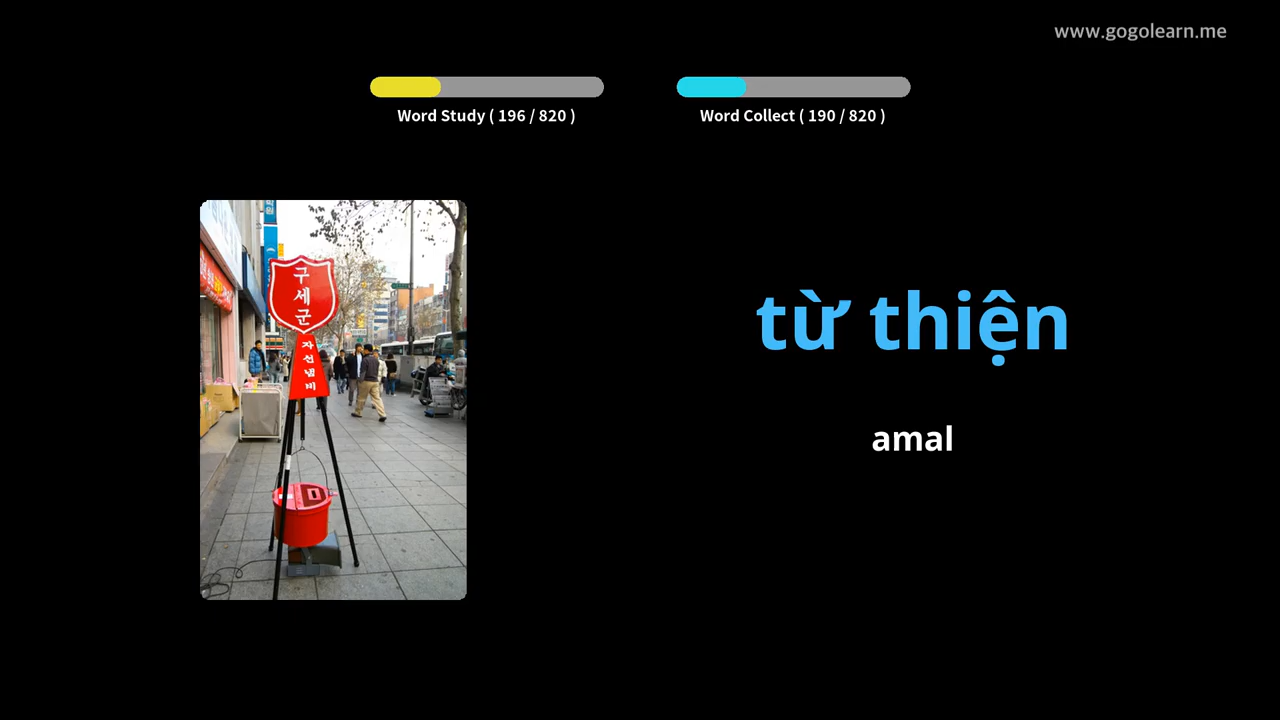 www.gogolearn.me
Word Study ( 196 / 820 )
Word Collect ( 190 / 820 )
구
세
군
자
선
냄
비
từ thiện
amal